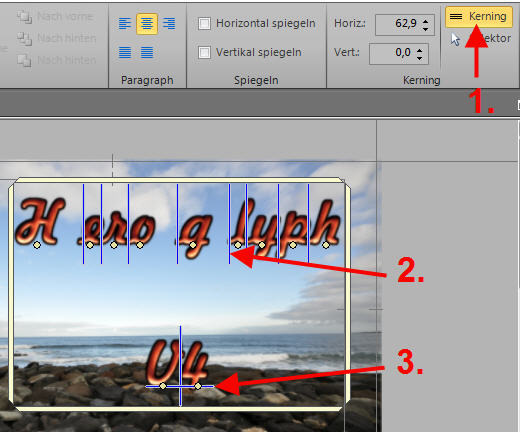 Nach vorne
Nach hinten
Nach hinten
Paragraph
Horizontal spiegeln
Vertikal spiegeln
Spiegeln
Horiz.: 62,9
Vert.: 0,0
Kerning
Kerning
ektor
1.
H ero g lyph
2.
V4
3.